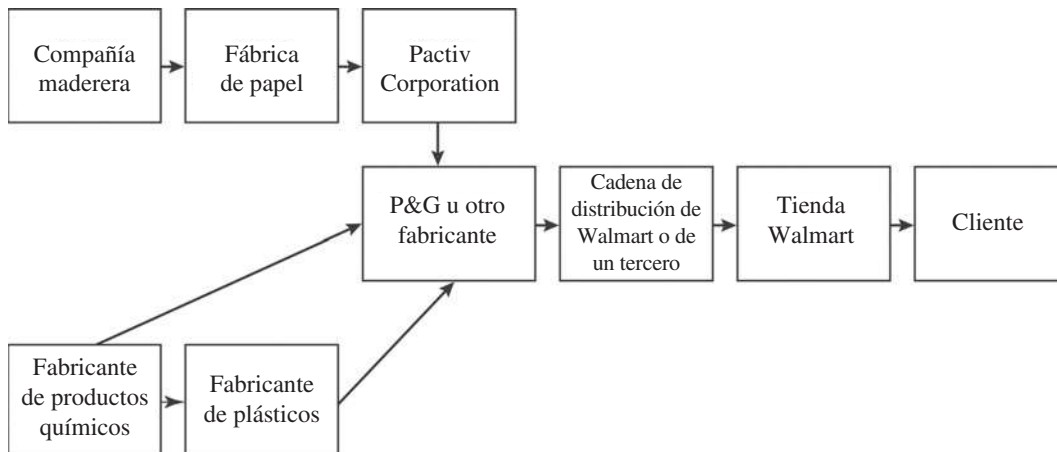 Compañía
maderera
Fábrica
de papel
Pactiv
Corporation
P&G u otro
fabricante
Cadena de
distribución de
Walmart o de
un tercero
Tienda
Walmart
Cliente
Fabricante
de productos
químicos
Fabricante
de plásticos